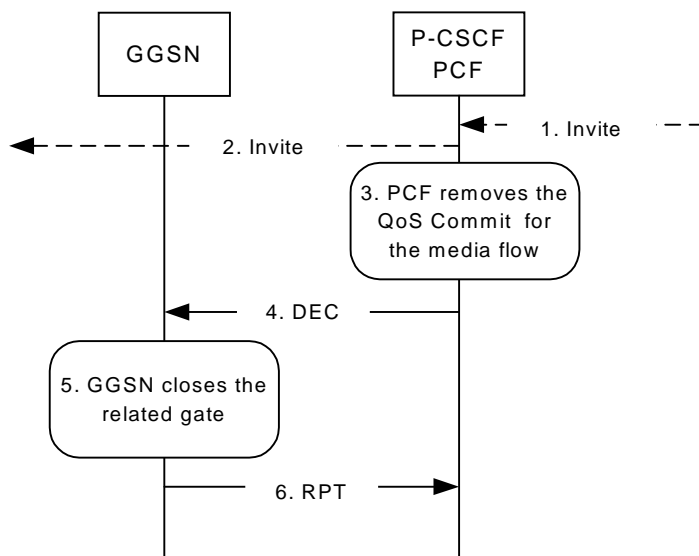 GGSN
P-CSCF
PCF
1. Invite
2. Invite
3. PCF removes the
QoS Commit for
the media flow
4. DEC
5. GGSN closes the
related gate
6. RPT